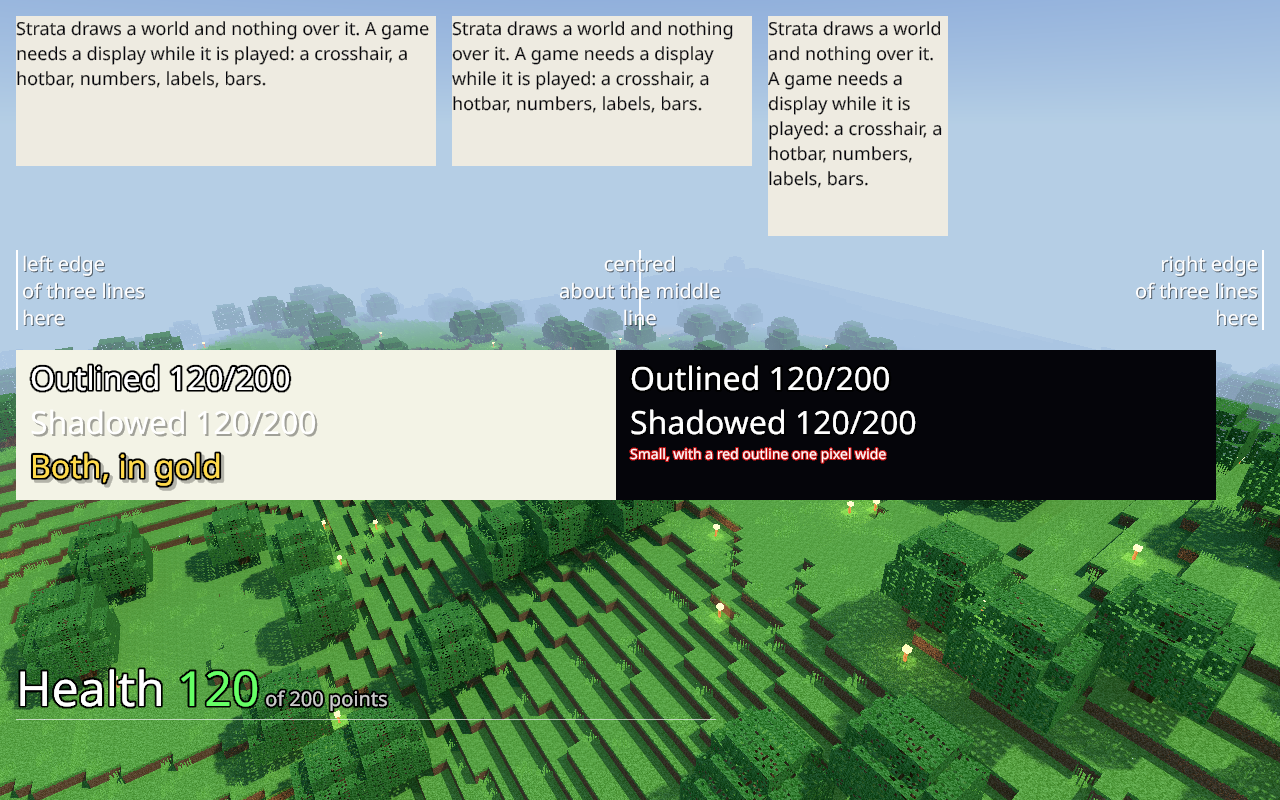 Strata draws a world and nothing over it. A game
needs a display while it is played: a crosshair, a
hotbar, numbers, labels, bars.
Strata draws a world and nothing
over it. A game needs a display
while it is played: a crosshair, a
hotbar, numbers, labels, bars.
Strata draws a world
and nothing over it.
A game needs a
display while it is
played: a crosshair, a
hotbar, numbers,
labels, bars.
left edge
of three lines
here
centred
about the middle
line
right edge
of three lines
here
Outlined 120/200
Shadowed 120/200
Both, in gold
Outlined 120/200
Shadowed 120/200
Small, with a red outline one pixel wide
Health 120 of 200 points